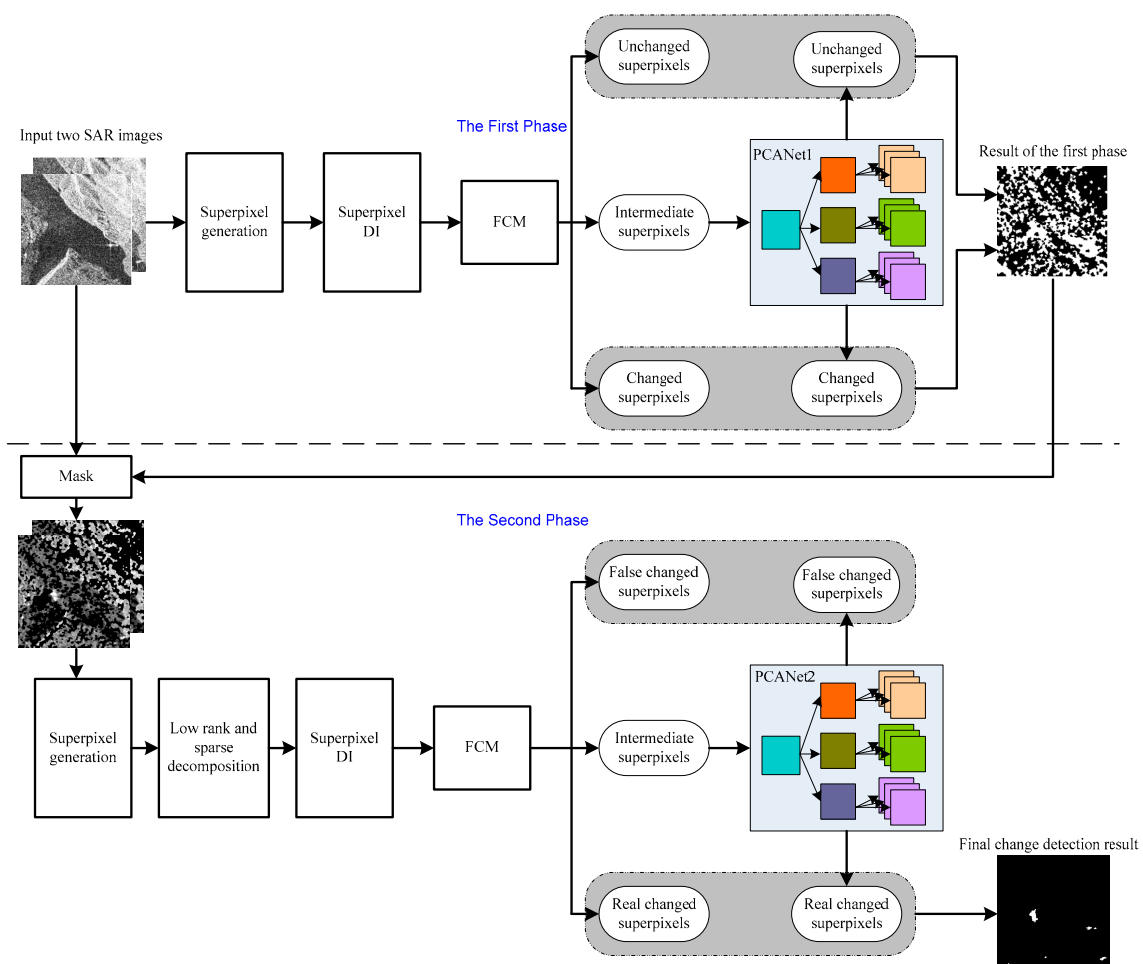 Unchanged
superpixels
Unchanged
superpixels
The First Phase
Input two SAR images
PCANet1
Result of the first phase
Superpixel
generation
Superpixel
DI
FCM
Intermediate
superpixels
Changed
superpixels
Changed
superpixels
Mask
The Second Phase
False changed
superpixels
False changed
superpixels
PCANet2
Superpixel
generation
Low rank and
sparse
decomposition
Superpixel
DI
FCM
Intermediate
superpixels
Final change detection result
Real changed
superpixels
Real changed
superpixels